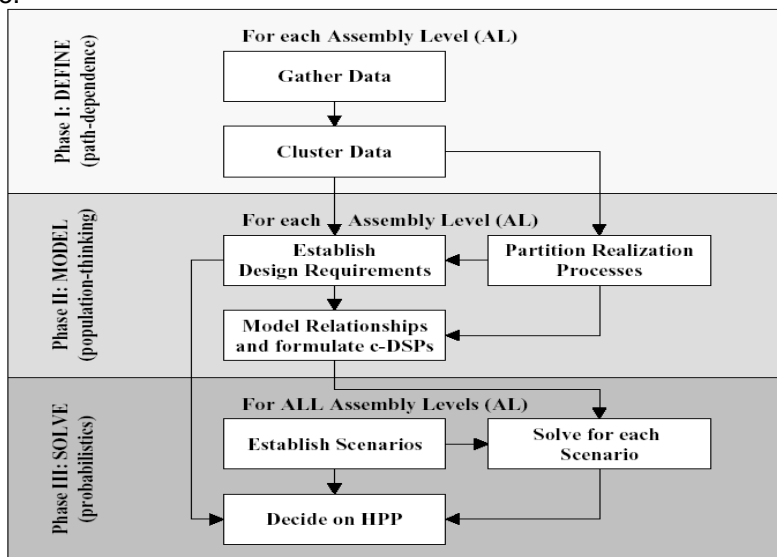 Phase I: DEFINE
(path-dependence)
For each Assembly Level (AL)
Gather Data
Cluster Data
Phase II: MODEL
(population-thinking)
For each Assembly Level (AL)
Establish
Design Requirements
Partition Realization
Processes
Model Relationships
and formulate c-DSPs
Phase III: SOLVE
(probabilistics)
For ALL Assembly Levels (AL)
Establish Scenarios
Solve for each
Scenario
Decide on HPP